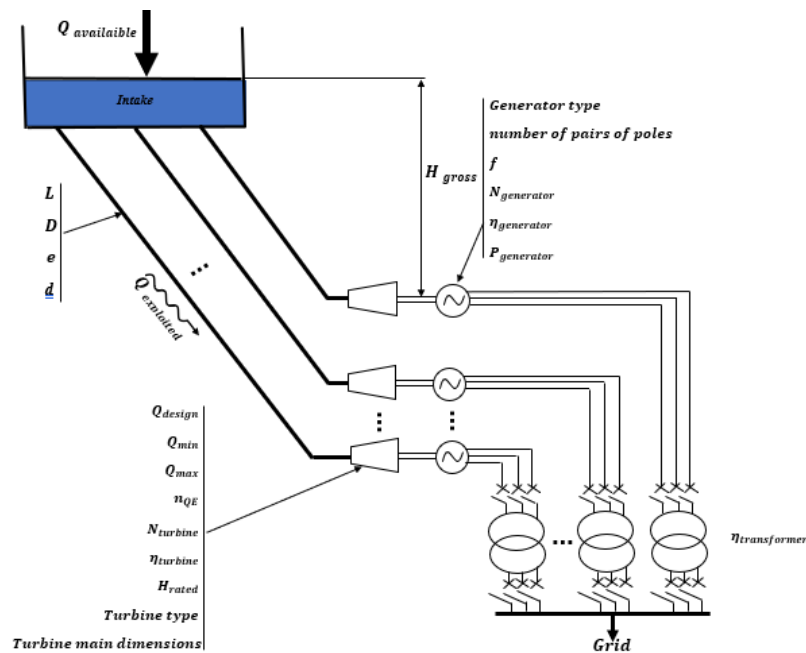 Q availaible
Intake
H gross
Generator type
number of pairs of poles
f
N generator
η generator
P generator
L
D
e
d
...
Q exploited
Q design
Q min
Q max
n QE
N turbine
η turbine
H rated
Turbine type
Turbine main dimensions
...
η transformer
Grid